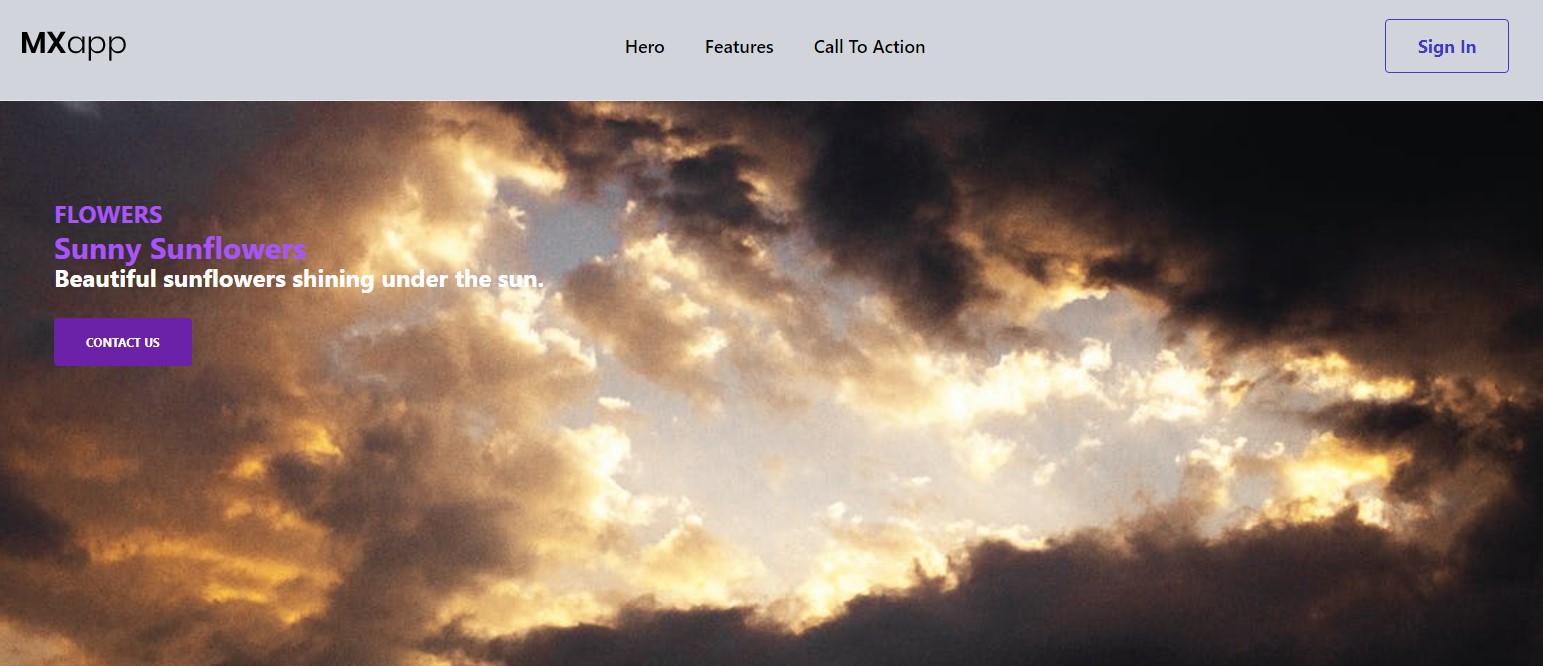 MXapp
Hero Features Call To Action
Sign In
FLOWERS
Sunny Sunflowers
Beautiful sunflowers shining under the sun.
CONTACT US